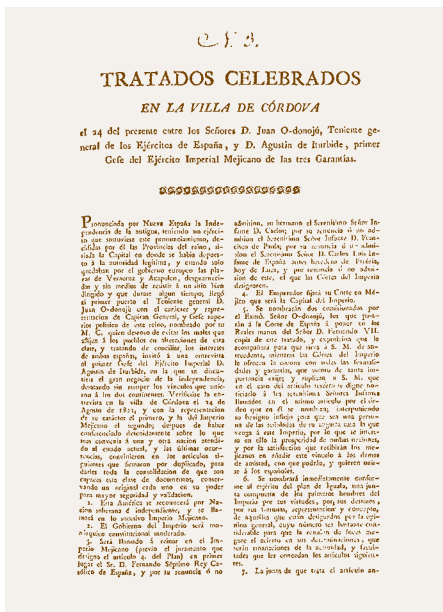 TRATADOS CELEBRADOS
EN LA VILLA DE CÓRDOVA
el 24 del presente entre los Señores D. Juan O-donojú, Teniente ge-
neral de los Ejércitos de España, y D. Agustin de Iturbide, primer
Gefe del Ejército Imperial Mejicano de las tres Garantías.
Pronunciada por Nueva España la Inde-
pendencia de la antigua, teniendo un ejérci-
to que sostuviese este pronunciamiento, de-
cididas por él las Provincias del reino, si-
tiada la Capital en donde se habia depues-
to á la autoridad legítima, y cuando solo
quedaban por el gobierno europeo las pla-
zas de Veracruz y Acapulco, desguarneci-
das y sin medios de resistir á un sitio bien
dirigido y que durase algun tiempo, llegó
al primer puerto el Teniente general D.
Juan O-donojú con el carácter y repre-
sentacion de Capitan General, y Gefe supe-
rior político de este reino, nombrado por su
M. C. quien deseoso de evitar los males que
afligen á los pueblos en alteraciones de esta
clase, y tratando de conciliar los intereses
de ambas españas, invitó á una entrevista
al primer Gefe del Ejército Imperial D.
Agustin de Iturbide, en la que se discu-
tiese el gran negocio de la independencia,
desatando sin romper los vínculos que unie-
ron á los dos continentes. Verificóse la en-
trevista en la villa de Córdova el 24 de
Agosto de 1821, y con la representacion
de su carácter el primero, y la del Imperio
Mejicano el segundo; despues de haber
conferenciado detenidamente sobre lo que
mas convenia á una y otra nacion atendi-
do el estado actual, y las últimas ocur-
rencias, convinieron en los artículos si-
guientes que firmaron por duplicado, para
darles toda la consolidacion de que son
capaces esta clase de documentos, conser-
vando un original cada uno en su poder
para mayor seguridad y validacion.
1. Esta América se reconocerá por Na-
cion soberana é independiente, y se lla-
mará en lo sucesivo Imperio Mejicano.
2. El Gobierno del Imperio será mo-
nárquico constitucional moderado.
3. Será llamado á reinar en el Im-
perio Mejicano (previo el juramento que
designa el artículo 4. del Plan) en primer
lugar el Sr. D. Fernando Séptimo Rey Ca-
tólico de España, y por su renuncia ó no
admision, su hermano el Serenísimo Señor In-
fante D. Carlos; por su renuncia ó no ad-
mision el Serenísimo Señor Infante D. Fran-
cisco de Paula; por su renuncia ó no admi-
sion el Serenísimo Señor D. Carlos Luis In-
fante de España antes heredero de Toscana,
hoy de Luca, y por renuncia ó no admi-
sion de este, el que las Córtes del Imperio
designaren.
4. El Emperador fijará su Corte en Mé-
jico que será la Capital del Imperio.
5. Se nombrarán dos comisionados por
el Exmô. Señor O-donojú, los que pasa-
rán á la Corte de España á poner en las
Reales manos del Señor D. Fernando VII.
copia de este tratado, y exposicion que le
acompañará para que sirva á S. M. de an-
tecedente, mientras las Córtes del Imperio
le ofrecen la corona con todas las formali-
dades y garantías, que asunto de tanta im-
portancia exige; y suplican á S. M. que
en el caso del artículo tercero se digne no-
ticiarlo á los serenísimos Señores Infantes
llamados en el mismo artículo por el ór-
den que en él se nombran; interponiendo
su benigno influjo para que sea una perso-
na de las señaladas de su augusta casa la que
venga á este Imperio, por lo que se intere-
sa en ello la prosperidad de ambas naciones,
y por la satisfaccion que recibirán los me-
jicanos en añadir este vínculo á los demas
de amistad, con que podrán, y quieren unir-
se á los españoles.
6. Se nombrará inmediatamente confor-
me al espíritu del plan de Iguala, una jun-
ta compuesta de los primeros hombres del
Imperio por sus virtudes, por sus destinos,
por sus fortunas, representacion y concepto,
de aquellos que están designados por la opi-
nion general, cuyo número sea bastante con-
siderable para que la reunion de luces ase-
gure el acierto en sus determinaciones, que
serán emanaciones de la autoridad, y facul-
tades que les concedan los artículos siguien-
tes.
7. La junta de que trata el artículo an-